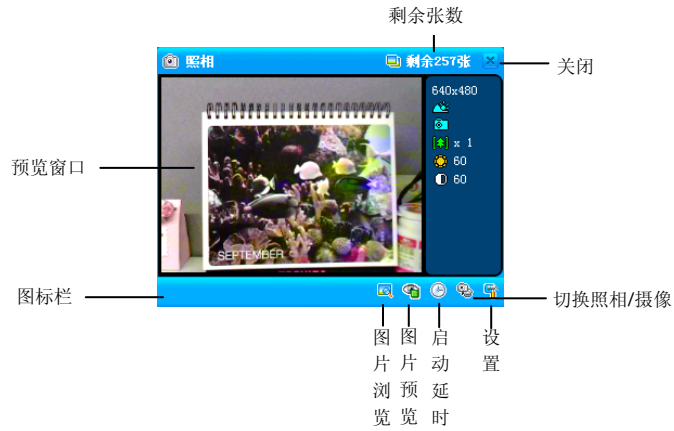 剩余张数
照相
剩余257张
关闭
640x480
x 1
60
60
预览窗口
SEPTEMBER
图标栏
切换照相/摄像
图片浏览
图片预览
启动延时
设置